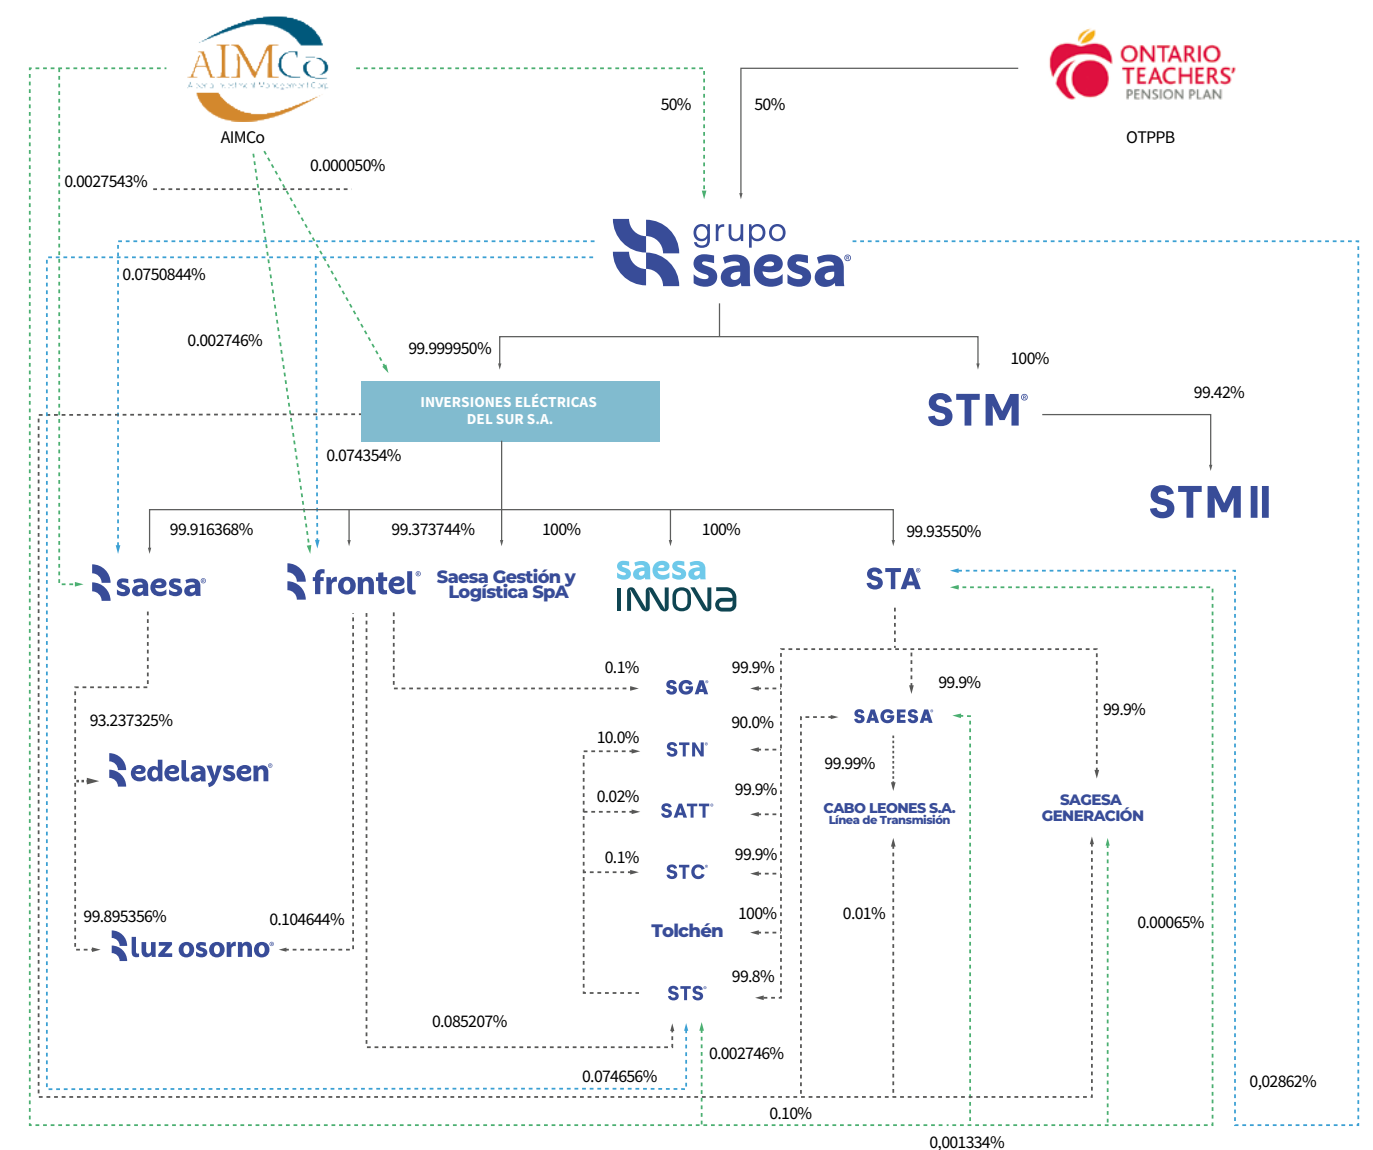 AIMCo
Alberta Investment Management Corp.
ONTARIO
TEACHERS'
PENSION PLAN
AIMCo
OTPPB
50%
50%
0.000050%
0.0027543%
grupo
saesa®
0.0750844%
0.002746%
99.999950%
100%
INVERSIONES ELÉCTRICAS
DEL SUR S.A.
STM®
99.42%
0.074354%
STM II
99.916368%
99.373744%
100%
100%
99.93550%
saesa®
frontel®
Saesa Gestión y
Logística SpA
saesa
INNOVA
STA®
0.1%
SGA®
99.9%
99.9%
93.237325%
10.0%
STN®
90.0%
SAGESA®
99.9%
edelaysen®
99.99%
0.02%
SATT®
99.9%
CABO LEONES S.A.
Línea de Transmisión
SAGESA
GENERACIÓN
0.1%
STC®
99.9%
99.895356%
0.104644%
100%
0.01%
0.00065%
luz osorno®
Tolchén
99.8%
STS®
0.085207%
0.002746%
0.074656%
0,02862%
0.10%
0,001334%